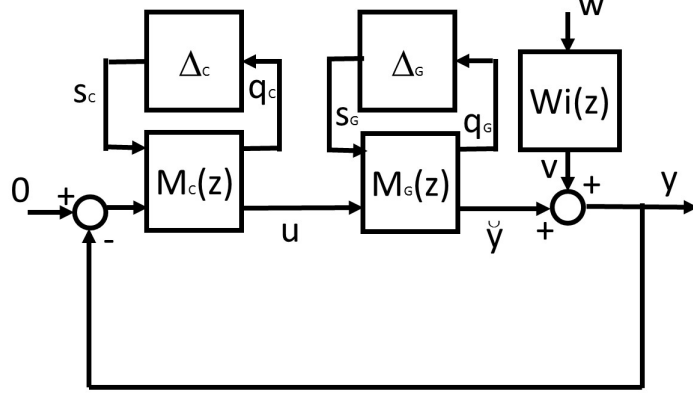 w
Δc
ΔG
sc
qc
sG
qG
Wi(z)
Mc(z)
MG(z)
v
0
+
-
u
y̆
+
+
y